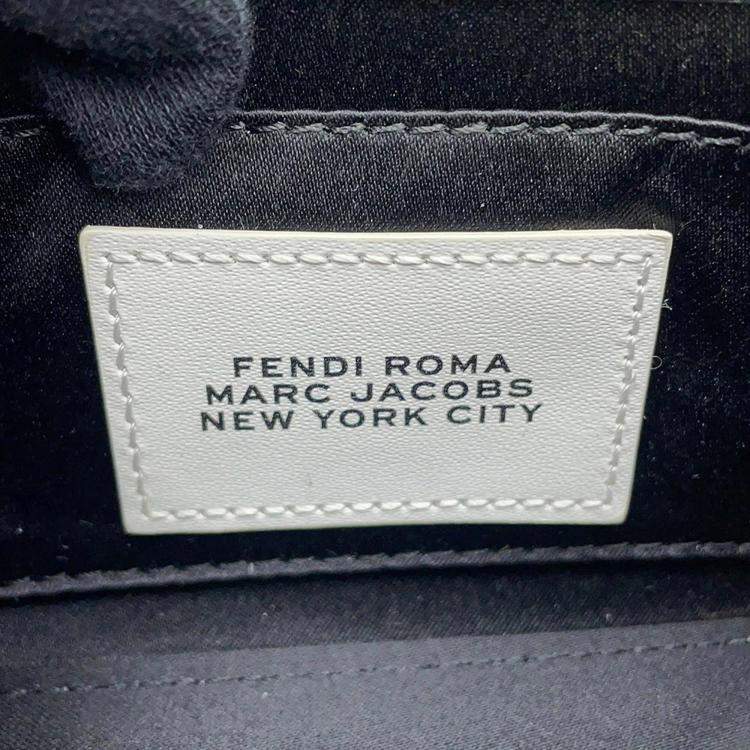 FENDI ROMA
MARC JACOBS
NEW YORK CITY